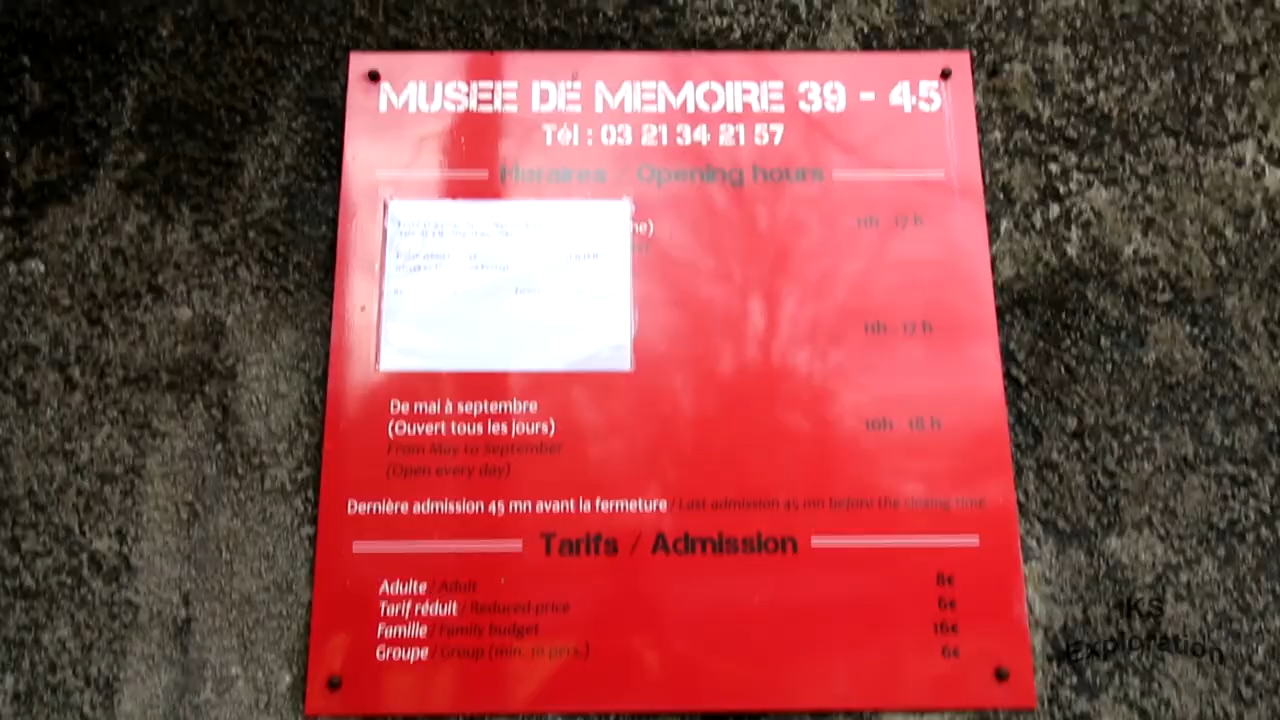 MUSEE DE MEMOIRE 39 - 45
Tél : 03 21 34 21 57
Horaires / Opening hours
11h - 17 h
11h - 17 h
De mai à septembre
(Ouvert tous les jours)
10h - 18 h
From May to September
(Open every day)
Dernière admission 45 mn avant la fermeture / Last admission 45 mn before the closing time
Tarifs / Admission
Adulte / Adult 8€
Tarif réduit / Reduced price 6€
Famille / Family budget 16€
Groupe / Group (min. 10 pers.) 6€
IKS
Exploration